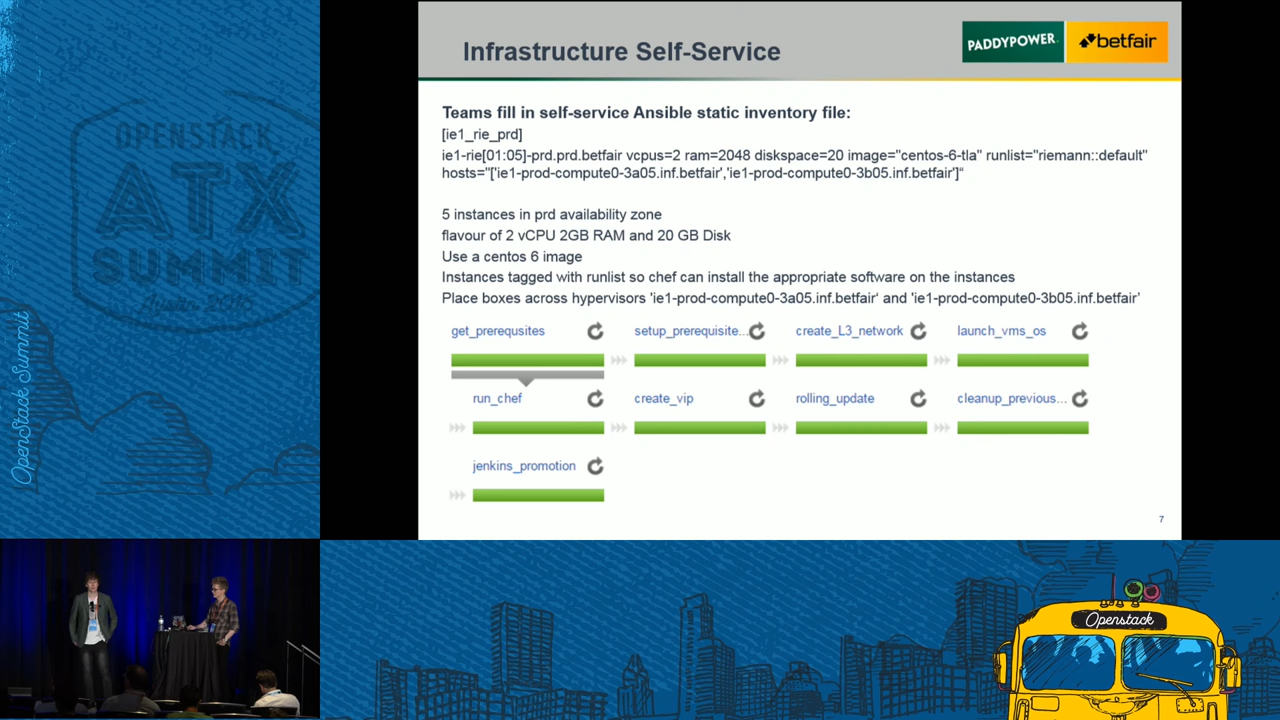 OPENSTACK
ATX
SUMMIT
OpenStack Summit
Infrastructure Self-Service
PADDYPOWER.
betfair
Teams fill in self-service Ansible static inventory file:
[ie1_rie_prd]
ie1-rie[01:05]-prd.prd.betfair vcpus=2 ram=2048 diskspace=20 image="centos-6-tla" runlist="riemann::default"
hosts="['ie1-prod-compute0-3a05.inf.betfair','ie1-prod-compute0-3b05.inf.betfair']"
5 instances in prd availability zone
flavour of 2 vCPU 2GB RAM and 20 GB Disk
Use a centos 6 image
Instances tagged with runlist so chef can install the appropriate software on the instances
Place boxes across hypervisors 'ie1-prod-compute0-3a05.inf.betfair' and 'ie1-prod-compute0-3b05.inf.betfair'
get_prerequsites
setup_prerequisite...
create_L3_network
launch_vms_os
run_chef
create_vip
rolling_update
cleanup_previous...
jenkins_promotion
7
Openstack